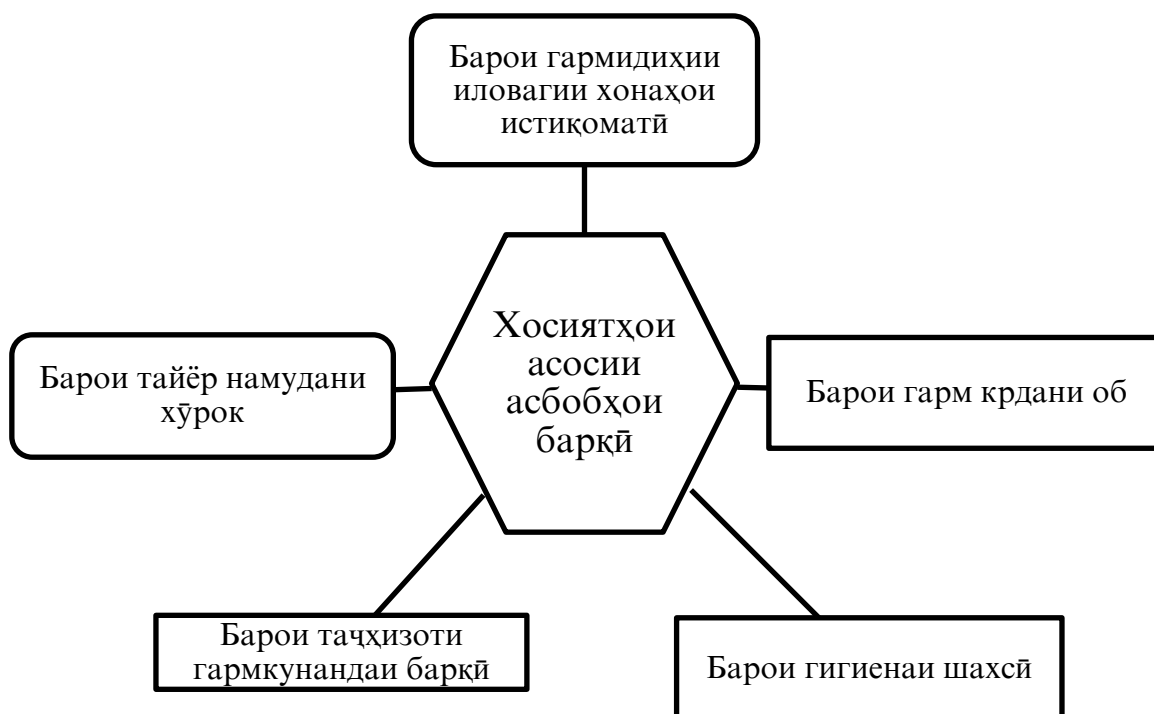 Барои гармидиҳии
иловагии хонаҳои
истиқоматӣ
Хосиятҳои
асосии
асбобҳои
барқӣ
Барои тайёр намудани
хӯрок
Барои гарм крдани об
Барои таҷҳизоти
гармкунандаи барқӣ
Барои гигиенаи шахсӣ